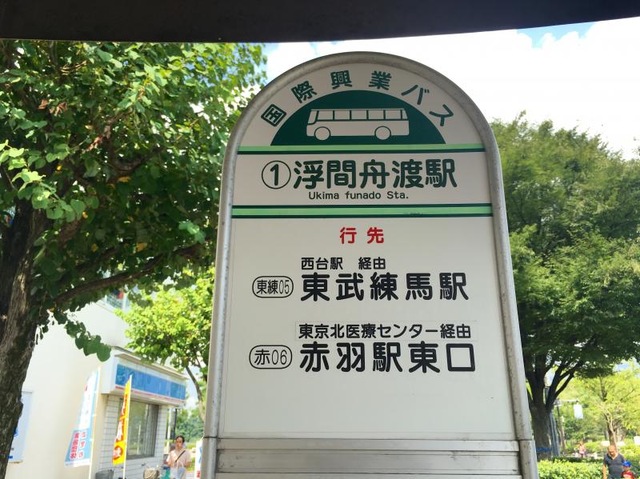 国際興業バス
①浮間舟渡駅
Ukima funado Sta.
行先
西台駅 経由
東練05 東武練馬駅
東京北医療センター経由
赤06 赤羽駅東口